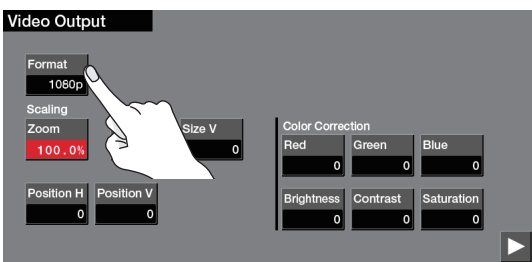 Video Output
Format
1080p
Scaling
Zoom
100.0%
Size V
0
Position H
0
Position V
0
Color Correction
Red
0
Green
0
Blue
0
Brightness
0
Contrast
0
Saturation
0